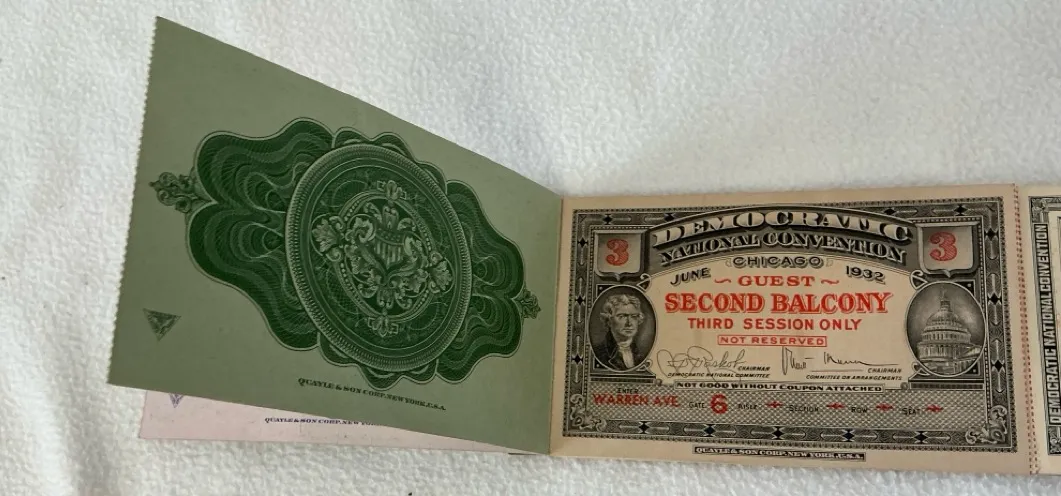 QUAYLE & SON CORP. NEW YORK, U.S.A.
QUAYLE & SON CORP. NEW YORK
3
DEMOCRATIC
3
NATIONAL CONVENTION
CHICAGO
JUNE 1932
GUEST
SECOND BALCONY
THIRD SESSION ONLY
NOT RESERVED
CHAIRMAN CHAIRMAN
DEMOCRATIC NATIONAL COMMITTEE COMMITTEE ON ARRANGEMENTS
NOT GOOD WITHOUT COUPON ATTACHED
ENTER
WARREN AVE. GATE 6 AISLE SECTION ROW SEAT
QUAYLE & SON CORP. NEW YORK, U.S.A.
DEMOCRATIC NATIONAL CONVENTION